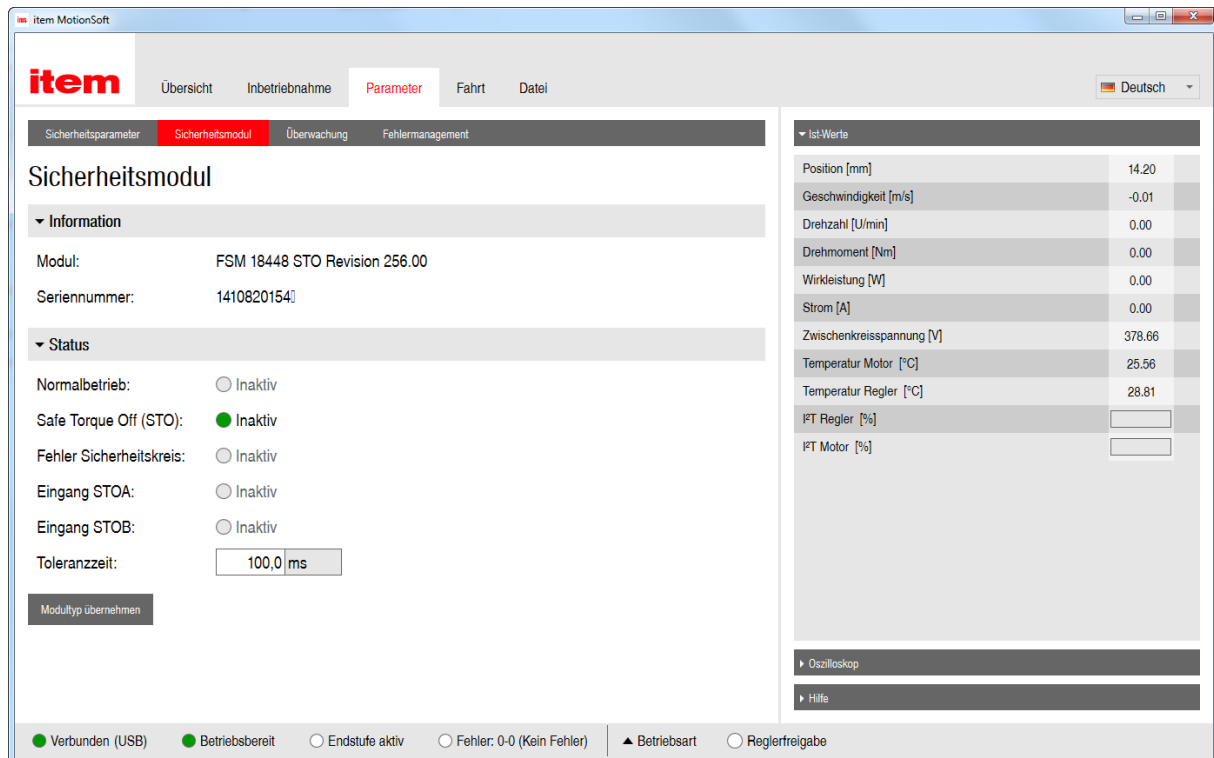 item MotionSoft
item
Übersicht Inbetriebnahme Parameter Fahrt Datei
Deutsch
Sicherheitsparameter Sicherheitsmodul Überwachung Fehlermanagement
Sicherheitsmodul
Information
Modul: FSM 18448 STO Revision 256.00
Seriennummer: 1410820154
Status
Normalbetrieb: Inaktiv
Safe Torque Off (STO): Inaktiv
Fehler Sicherheitskreis: Inaktiv
Eingang STOA: Inaktiv
Eingang STOB: Inaktiv
Toleranzzeit: 100,0 ms
Modultyp übernehmen
Ist-Werte
Position [mm] 14.20
Geschwindigkeit [m/s] -0.01
Drehzahl [U/min] 0.00
Drehmoment [Nm] 0.00
Wirkleistung [W] 0.00
Strom [A] 0.00
Zwischenkreisspannung [V] 378.66
Temperatur Motor [°C] 25.56
Temperatur Regler [°C] 28.81
I²T Regler [%]
I²T Motor [%]
Oszilloskop
Hilfe
Verbunden (USB) Betriebsbereit Endstufe aktiv Fehler: 0-0 (Kein Fehler) Betriebsart Reglerfreigabe